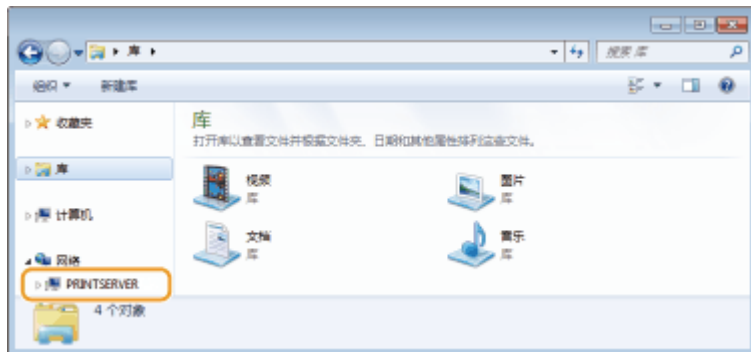 库
搜索 库
组织 新建库
收藏夹
库
计算机
网络
PRINTSERVER
库
打开库以查看文件并根据文件夹、日期和其他属性排列这些文件。
视频
库
图片
库
文档
库
音乐
库
4 个对象